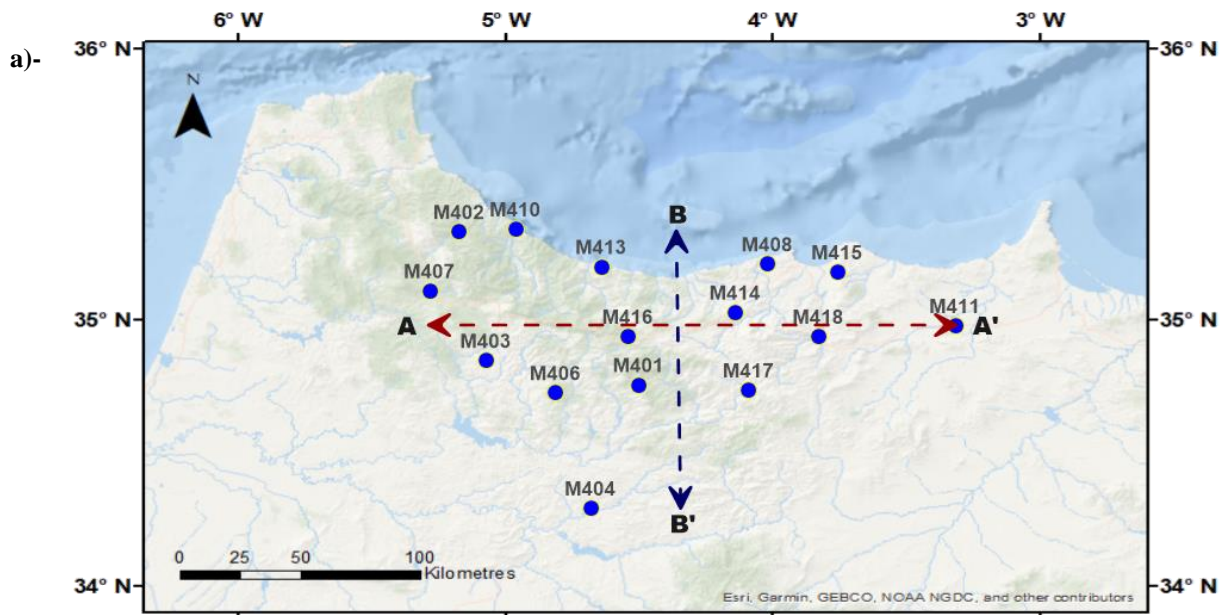 6° W 5° W 4° W 3° W
a)-
36° N 36° N
N
M402 M410
B
M413 M408 M415
M407
M414
35° N A M416 M418 M411 A' 35° N
M403
M406 M401 M417
M404
B'
0 25 50 100
Kilometres
34° N 34° N
Esri, Garmin, GEBCO, NOAA NGDC, and other contributors